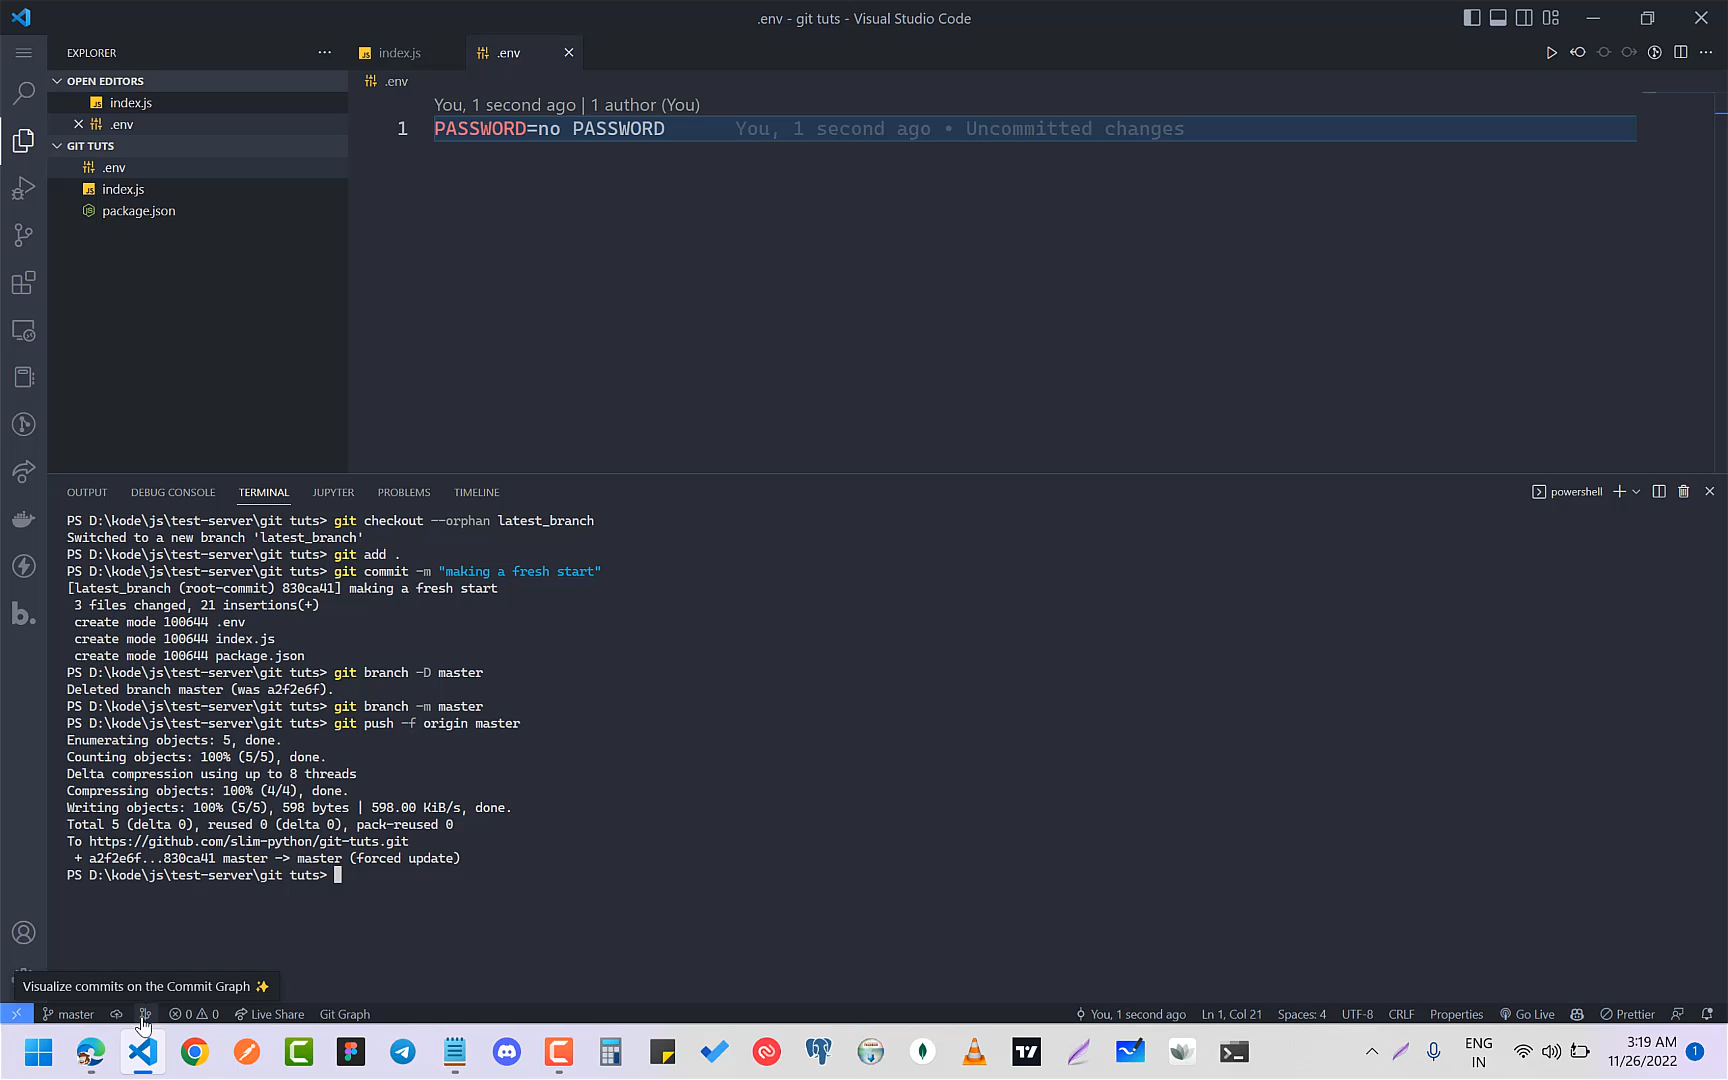 .env - git tuts - Visual Studio Code
EXPLORER
index.js
.env
OPEN EDITORS
index.js
.env
GIT TUTS
.env
index.js
package.json
.env
You, 1 second ago | 1 author (You)
1 PASSWORD=no PASSWORD You, 1 second ago • Uncommitted changes
OUTPUT DEBUG CONSOLE TERMINAL JUPYTER PROBLEMS TIMELINE
powershell
PS D:\kode\js\test-server\git tuts> git checkout --orphan latest_branch
Switched to a new branch 'latest_branch'
PS D:\kode\js\test-server\git tuts> git add .
PS D:\kode\js\test-server\git tuts> git commit -m "making a fresh start"
[latest_branch (root-commit) 830ca41] making a fresh start
3 files changed, 21 insertions(+)
create mode 100644 .env
create mode 100644 index.js
create mode 100644 package.json
PS D:\kode\js\test-server\git tuts> git branch -D master
Deleted branch master (was a2f2e6f).
PS D:\kode\js\test-server\git tuts> git branch -m master
PS D:\kode\js\test-server\git tuts> git push -f origin master
Enumerating objects: 5, done.
Counting objects: 100% (5/5), done.
Delta compression using up to 8 threads
Compressing objects: 100% (4/4), done.
Writing objects: 100% (5/5), 598 bytes | 598.00 KiB/s, done.
Total 5 (delta 0), reused 0 (delta 0), pack-reused 0
To https://github.com/slim-python/git-tuts.git
+ a2f2e6f...830ca41 master -> master (forced update)
PS D:\kode\js\test-server\git tuts>
Visualize commits on the Commit Graph ✨
master 0 0 Live Share Git Graph
You, 1 second ago Ln 1, Col 21 Spaces: 4 UTF-8 CRLF Properties Go Live Prettier
ENG
IN
3:19 AM
11/26/2022
1